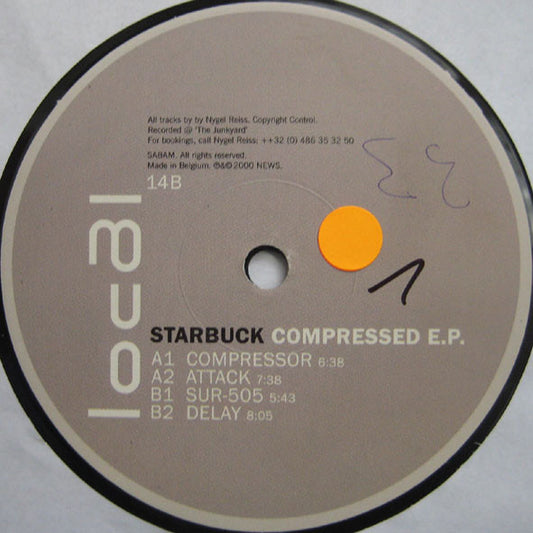 All tracks by by Nygel Reiss. Copyright Control.
Recorded @ 'The Junkyard'
For bookings, call Nygel Reiss: ++32 (0) 486 35 32 50
SABAM. All rights reserved.
Made in Belgium. ℗&© 2000 NEWS.
14B
local
33
1
STARBUCK COMPRESSED E.P.
A1 COMPRESSOR 6:38
A2 ATTACK 7:38
B1 SUR-505 5:43
B2 DELAY 8:05